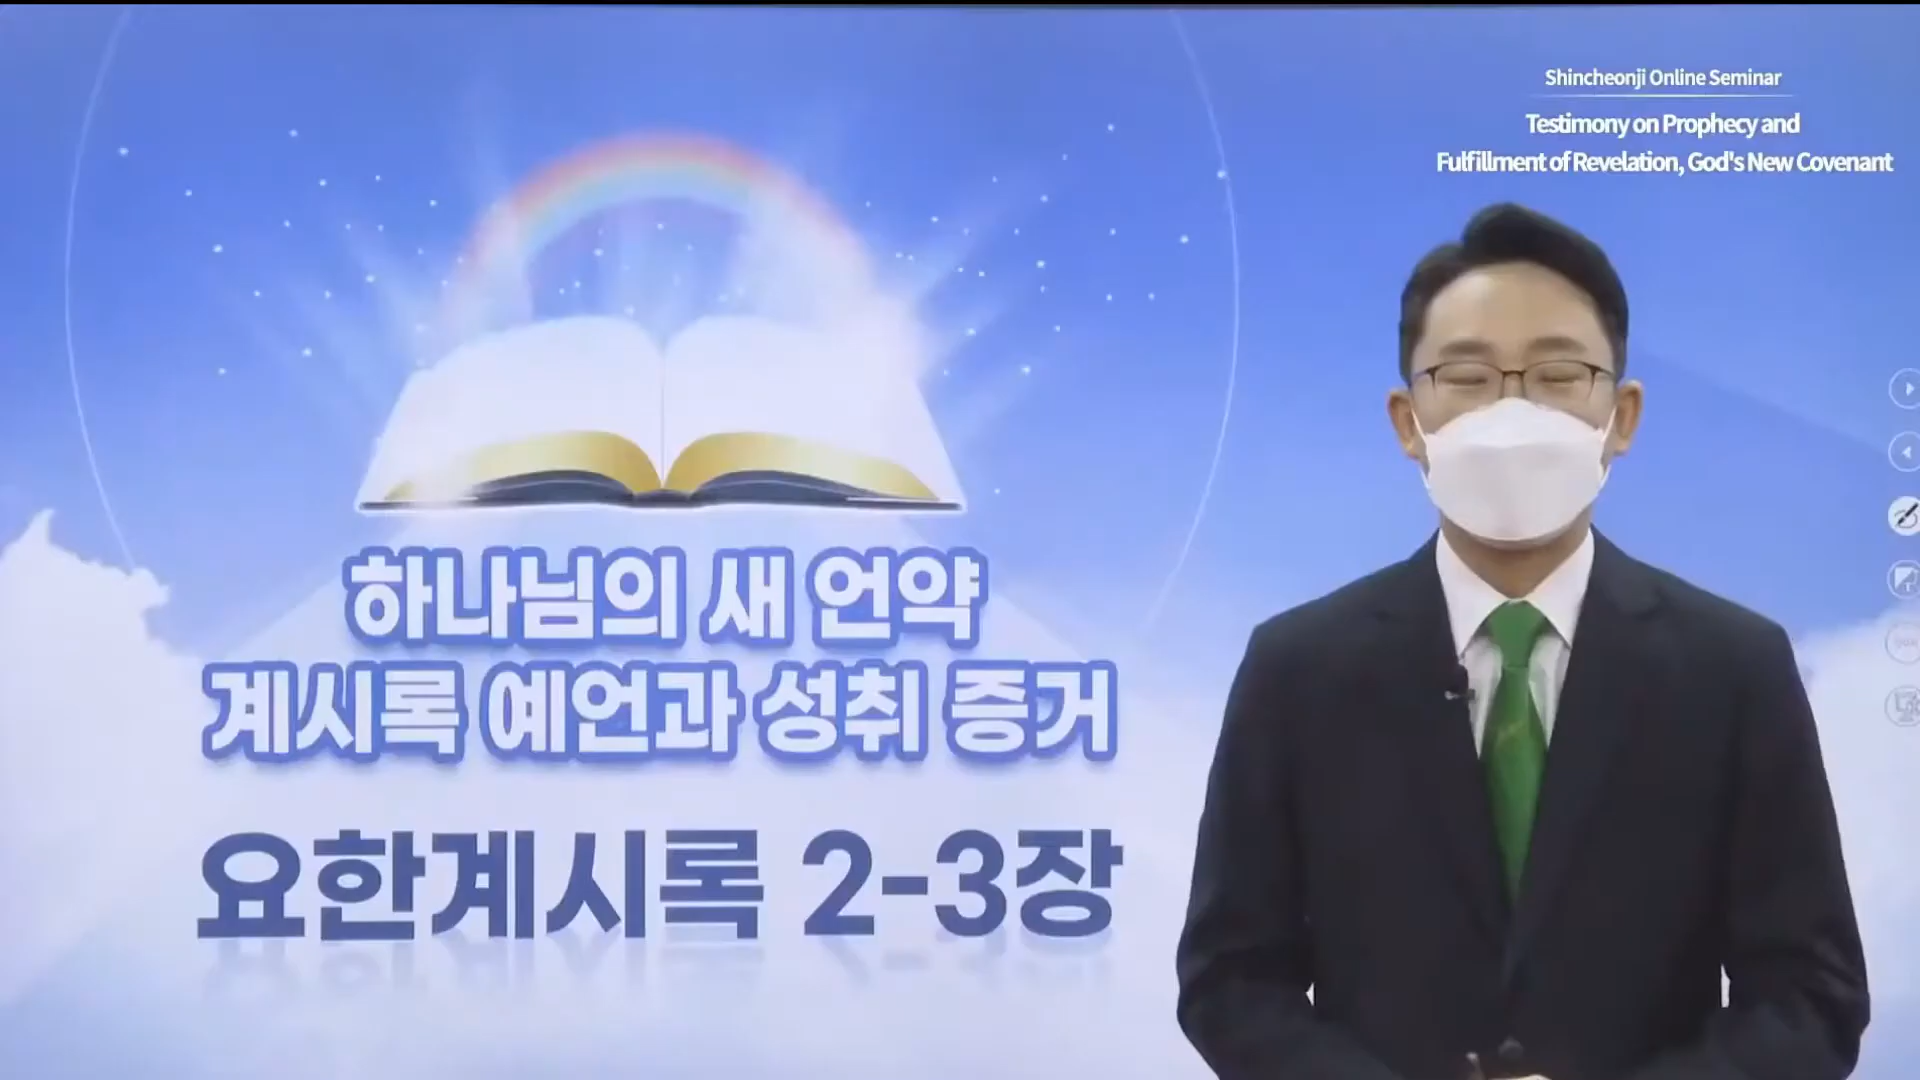 Shincheonji Online Seminar
Testimony on Prophecy and
Fulfillment of Revelation, God's New Covenant
하나님의 새 언약
계시록 예언과 성취 증거
요한계시록 2-3장